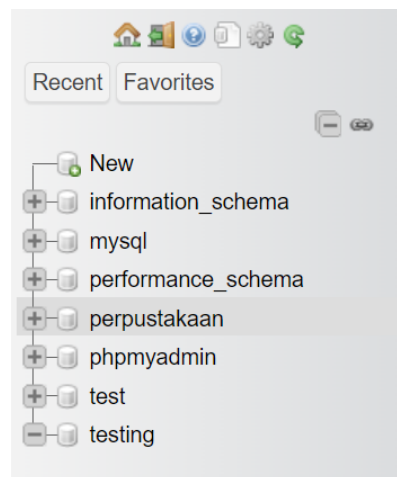 Recent Favorites
New
information_schema
mysql
performance_schema
perpustakaan
phpmyadmin
test
testing